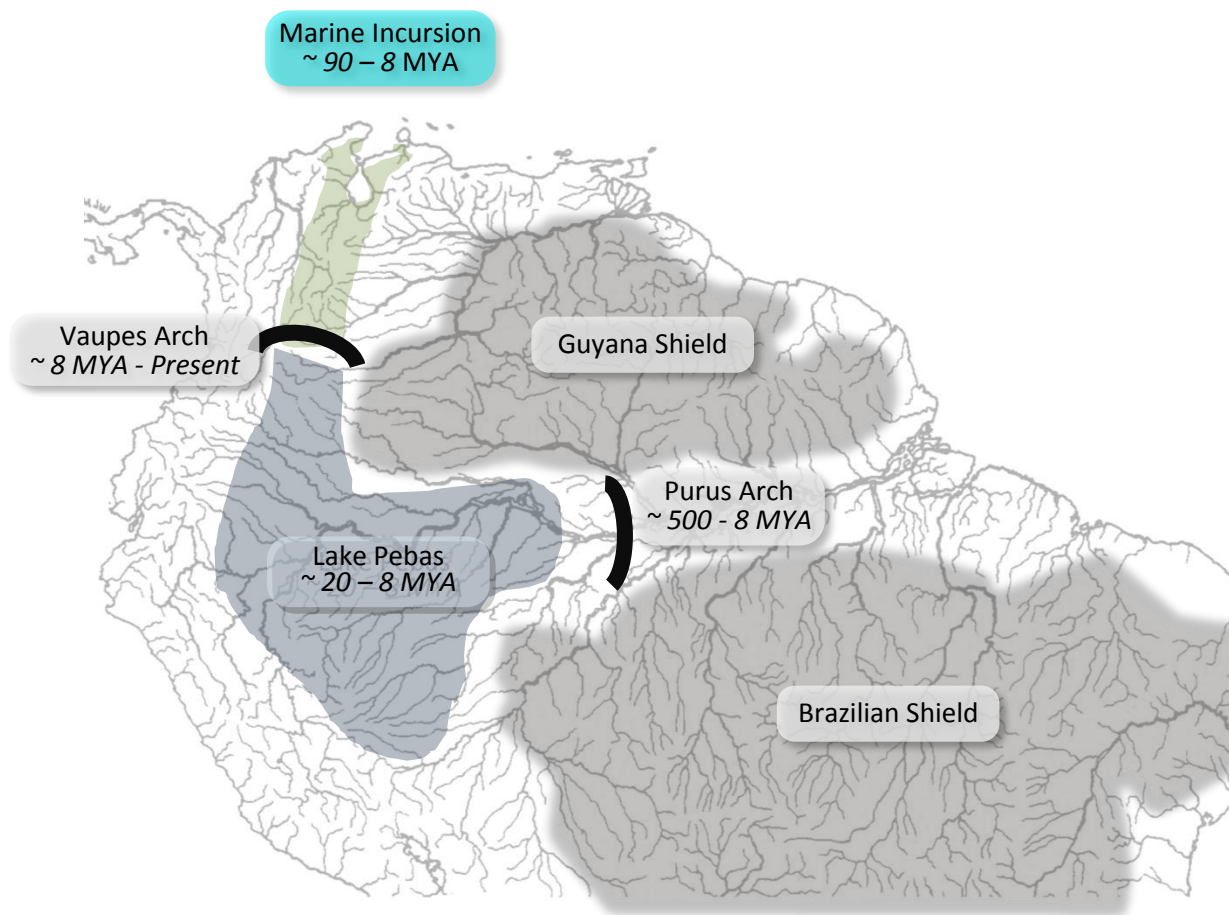 Marine Incursion
~ 90 – 8 MYA
Vaupes Arch
~ 8 MYA - Present
Guyana Shield
Purus Arch
~ 500 - 8 MYA
Lake Pebas
~ 20 – 8 MYA
Brazilian Shield